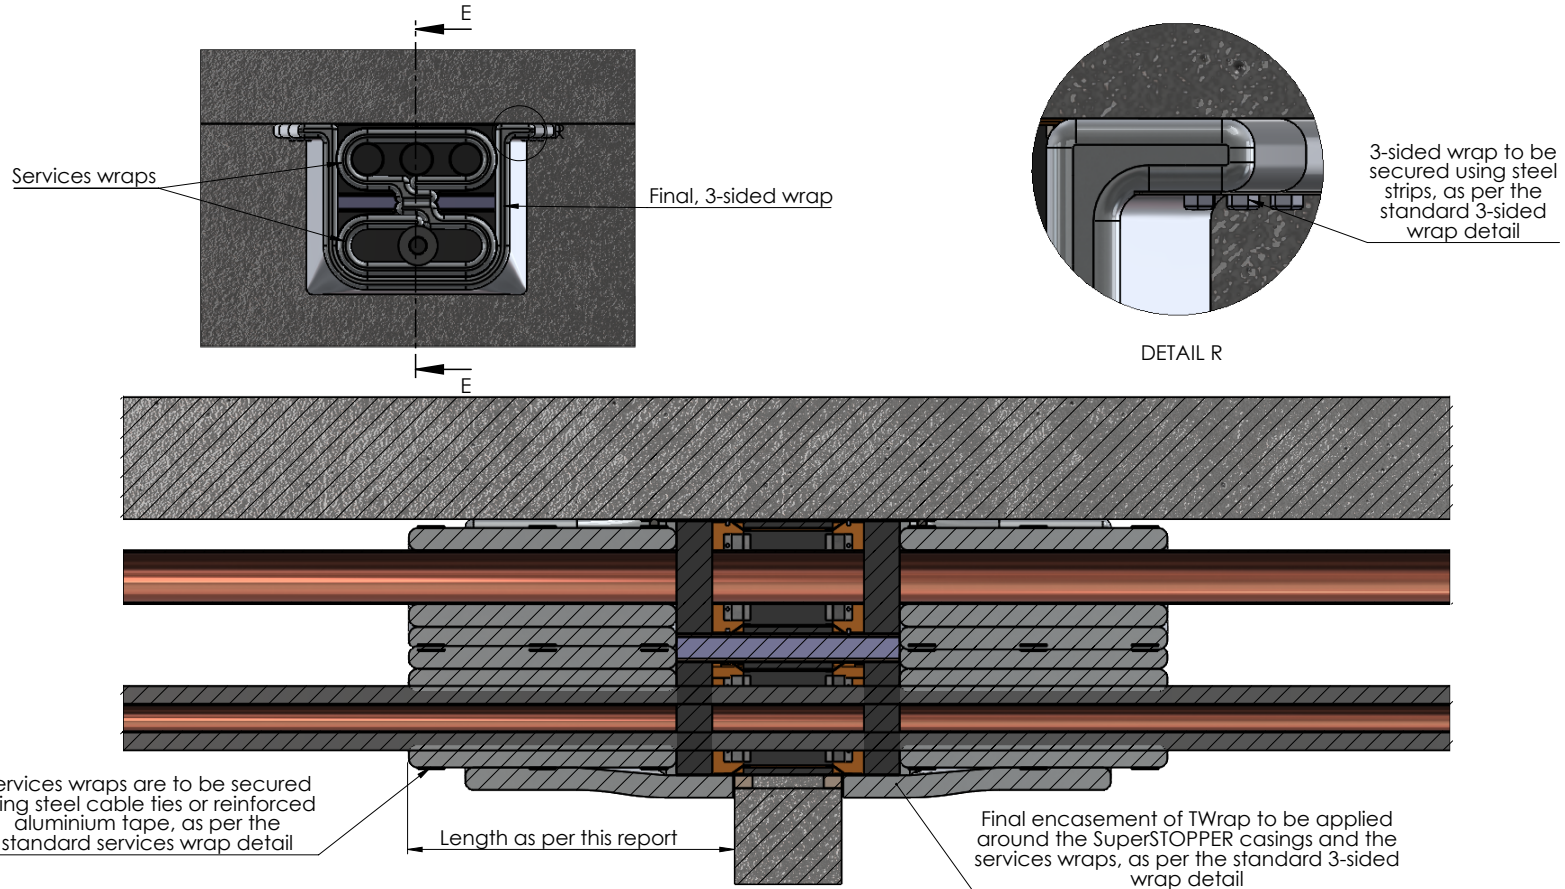 E
Services wraps
Final, 3-sided wrap
E
3-sided wrap to be
secured using steel
strips, as per the
standard 3-sided
wrap detail
DETAIL R
ervices wraps are to be secured
ing steel cable ties or reinforced
aluminium tape, as per the
standard services wrap detail
Length as per this report
Final encasement of TWrap to be applied
around the SuperSTOPPER casings and the
services wraps, as per the standard 3-sided
wrap detail